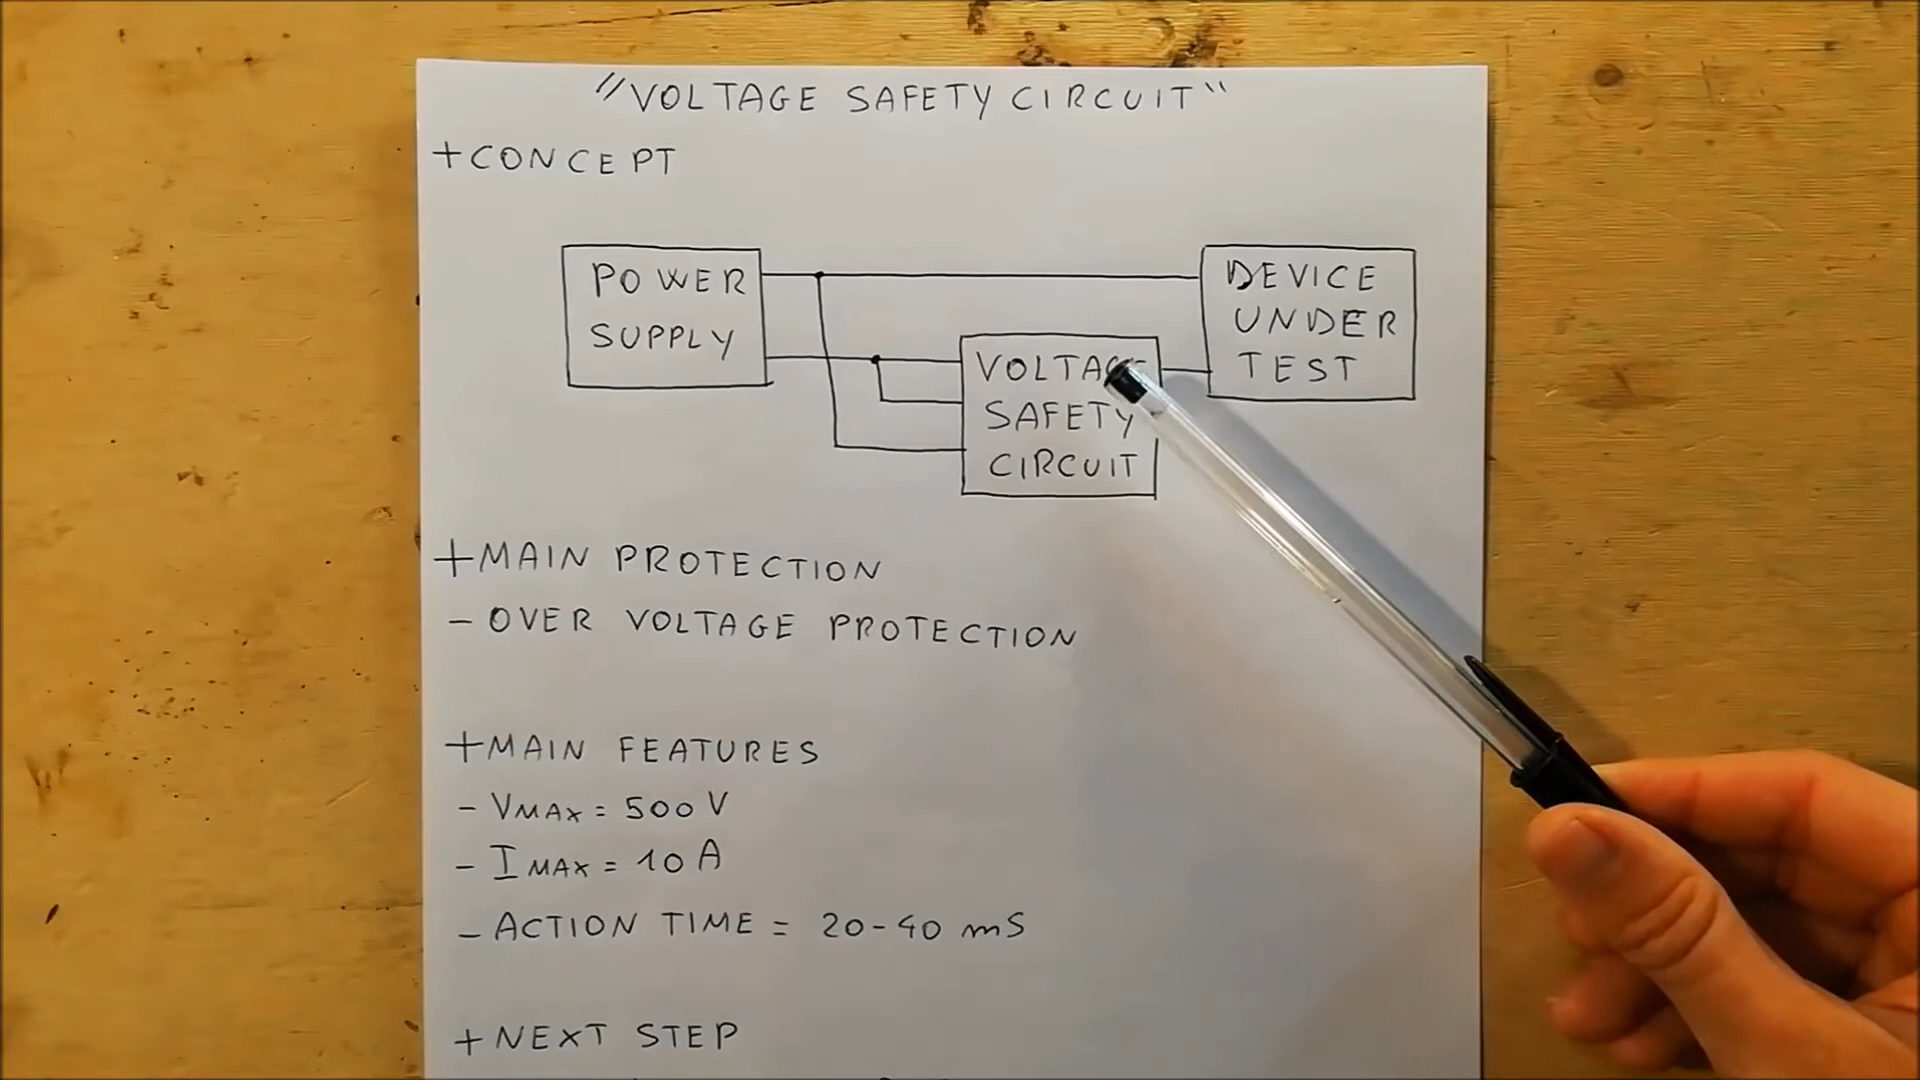 "VOLTAGE SAFETY CIRCUIT"
+CONCEPT
POWER
SUPPLY
DEVICE
UNDER
TEST
VOLTAGE
SAFETY
CIRCUIT
+MAIN PROTECTION
- OVER VOLTAGE PROTECTION
+MAIN FEATURES
- VMAX = 500 V
- IMAX = 10 A
- ACTION TIME = 20-40 mS
+NEXT STEP